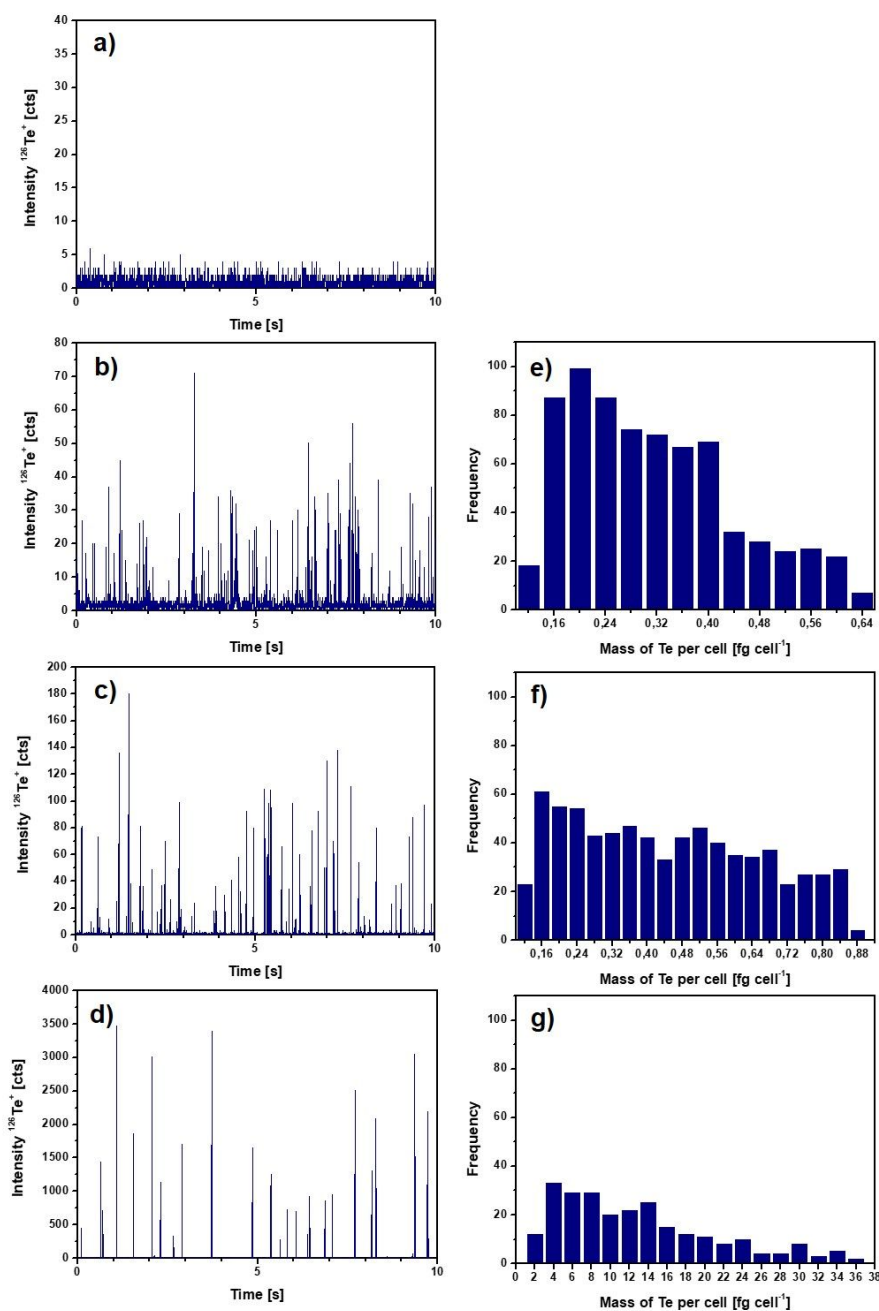 a)
40
35
30
25
20
15
10
5
0
Intensity ¹²⁶Te⁺ [cts]
0 5 10
Time [s]
b)
80
70
60
50
40
30
20
10
0
Intensity ¹²⁶Te⁺ [cts]
0 5 10
Time [s]
e)
100
80
60
40
20
0
Frequency
0,16 0,24 0,32 0,40 0,48 0,56 0,64
Mass of Te per cell [fg cell⁻¹]
c)
200
180
160
140
120
100
80
60
40
20
0
Intensity ¹²⁶Te⁺ [cts]
0 5 10
Time [s]
f)
100
80
60
40
20
0
Frequency
0,16 0,24 0,32 0,40 0,48 0,56 0,64 0,72 0,80 0,88
Mass of Te per cell [fg cell⁻¹]
d)
4000
3500
3000
2500
2000
1500
1000
500
0
Intensity ¹²⁶Te⁺ [cts]
0 5 10
Time [s]
g)
100
80
60
40
20
0
Frequency
0 2 4 6 8 10 12 14 16 18 20 22 24 26 28 30 32 34 36 38
Mass of Te per cell [fg cell⁻¹]